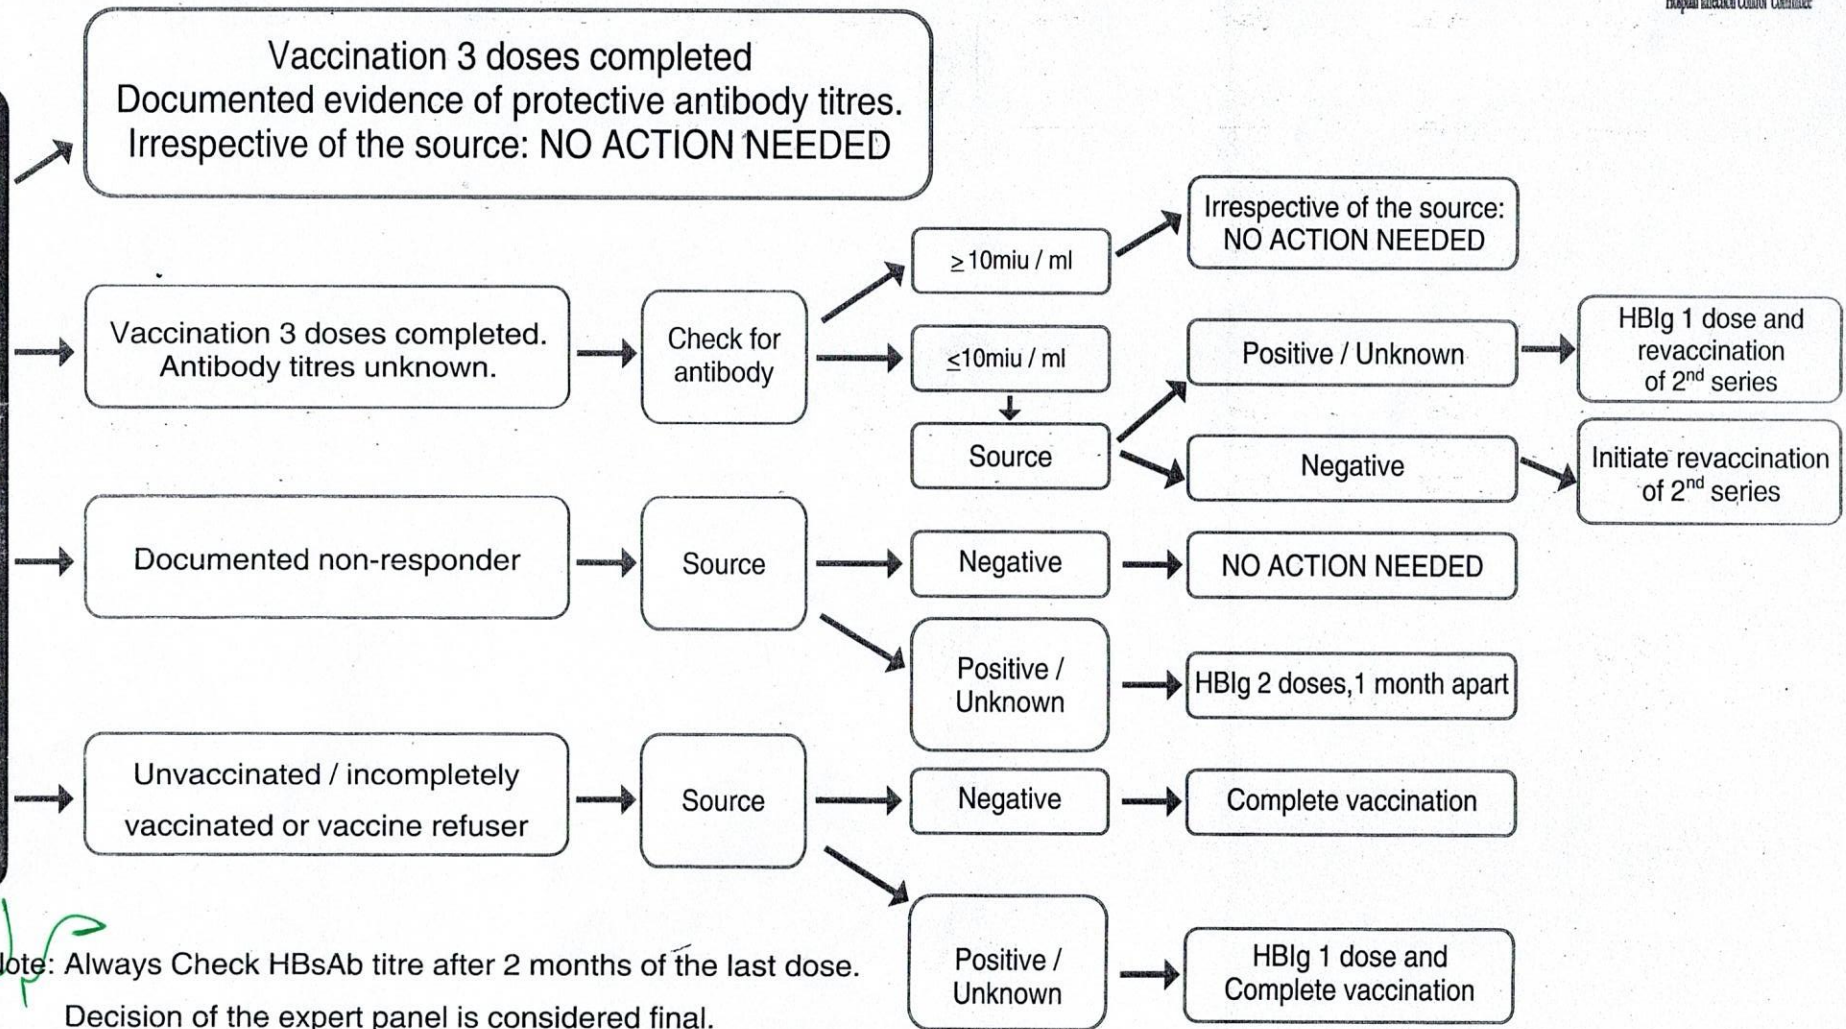 Hospital Infection Control Committee
Vaccination 3 doses completed
Documented evidence of protective antibody titres.
Irrespective of the source: NO ACTION NEEDED
Vaccination 3 doses completed.
Antibody titres unknown.
Check for
antibody
≥10miu / ml
Irrespective of the source:
NO ACTION NEEDED
≤10miu / ml
Source
Positive / Unknown
HBIg 1 dose and
revaccination
of 2nd series
Negative
Initiate revaccination
of 2nd series
Documented non-responder
Source
Negative
NO ACTION NEEDED
Positive /
Unknown
HBIg 2 doses,1 month apart
Unvaccinated / incompletely
vaccinated or vaccine refuser
Source
Negative
Complete vaccination
Positive /
Unknown
HBIg 1 dose and
Complete vaccination
lote: Always Check HBsAb titre after 2 months of the last dose.
Decision of the expert panel is considered final.